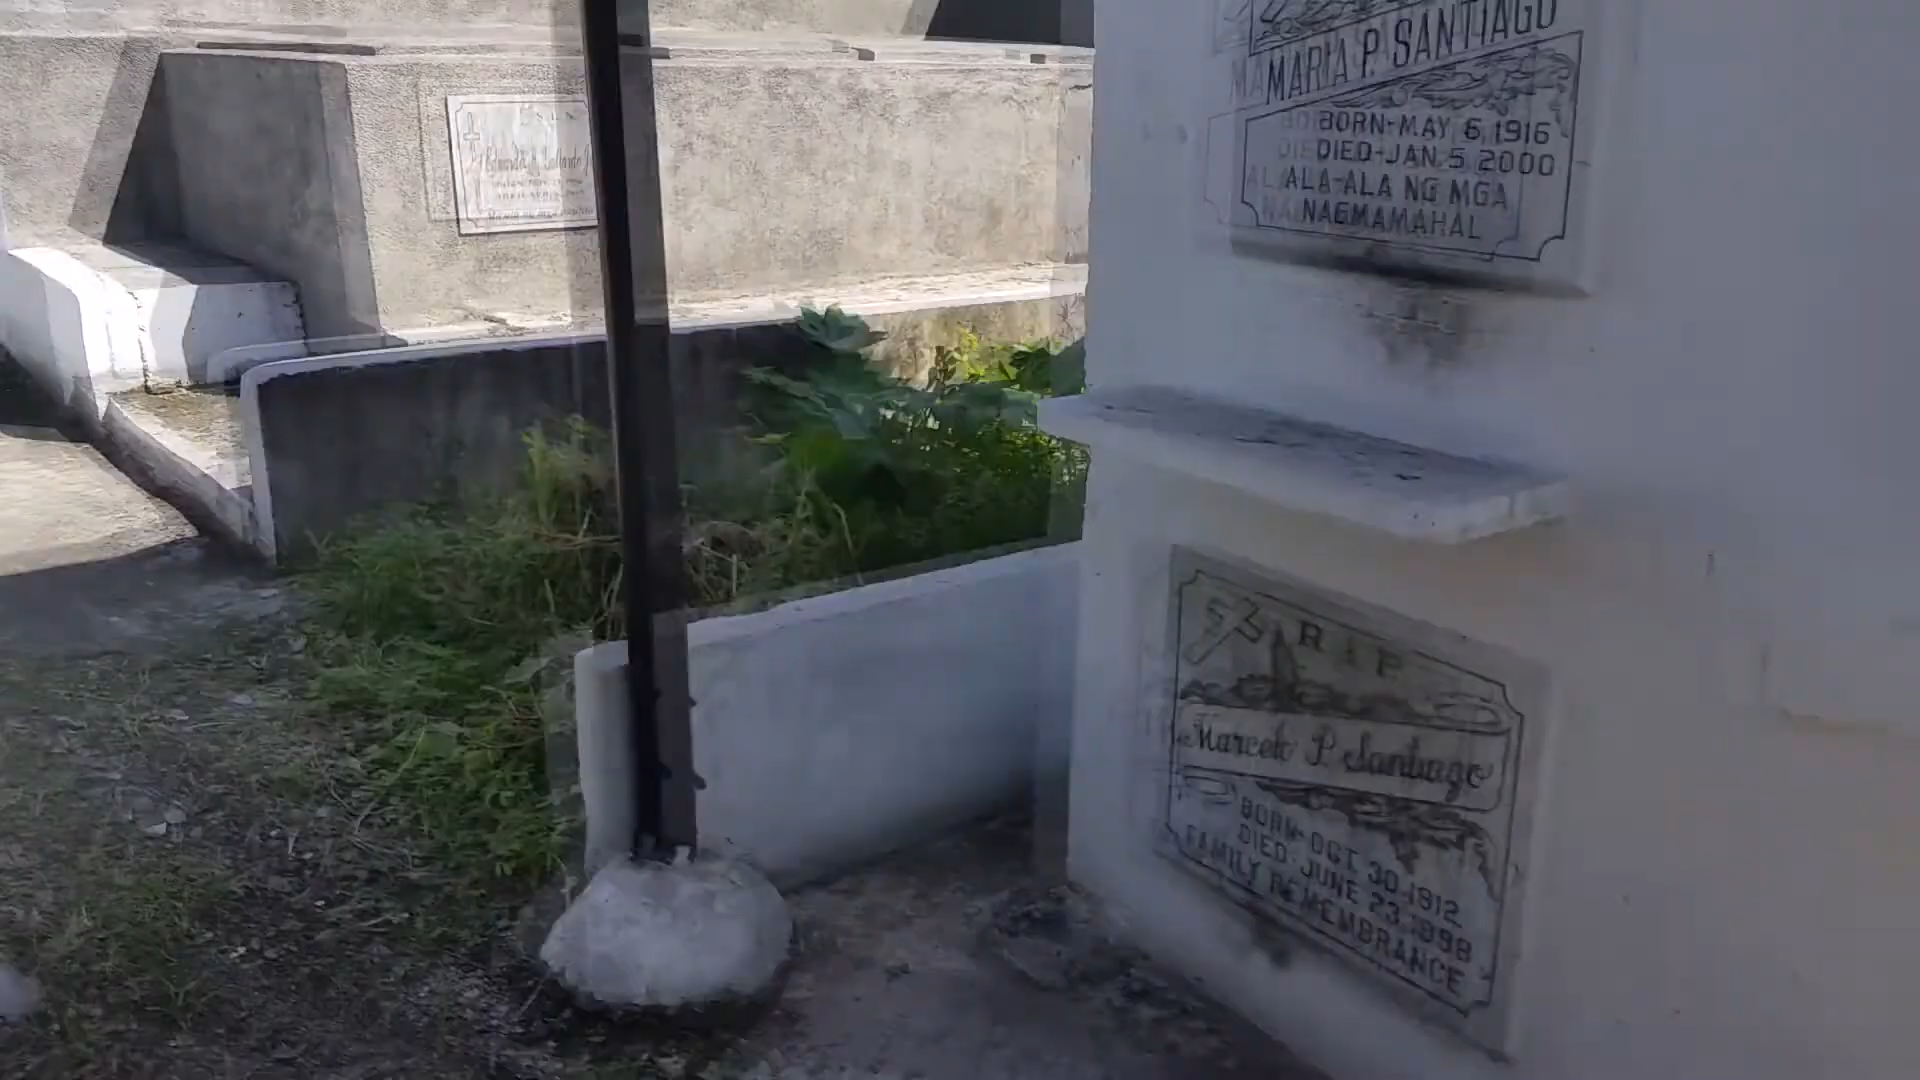 MARIA P. SANTIAGO
BORN-MAY 6, 1916
DIED-JAN. 5 2000
ALA-ALA NG MGA
NAGMAMAHAL
R I P
Marcelo P. Santiago
BORN-OCT. 30 1912
DIED. JUNE 23, 1998
FAMILY REMEMBRANCE